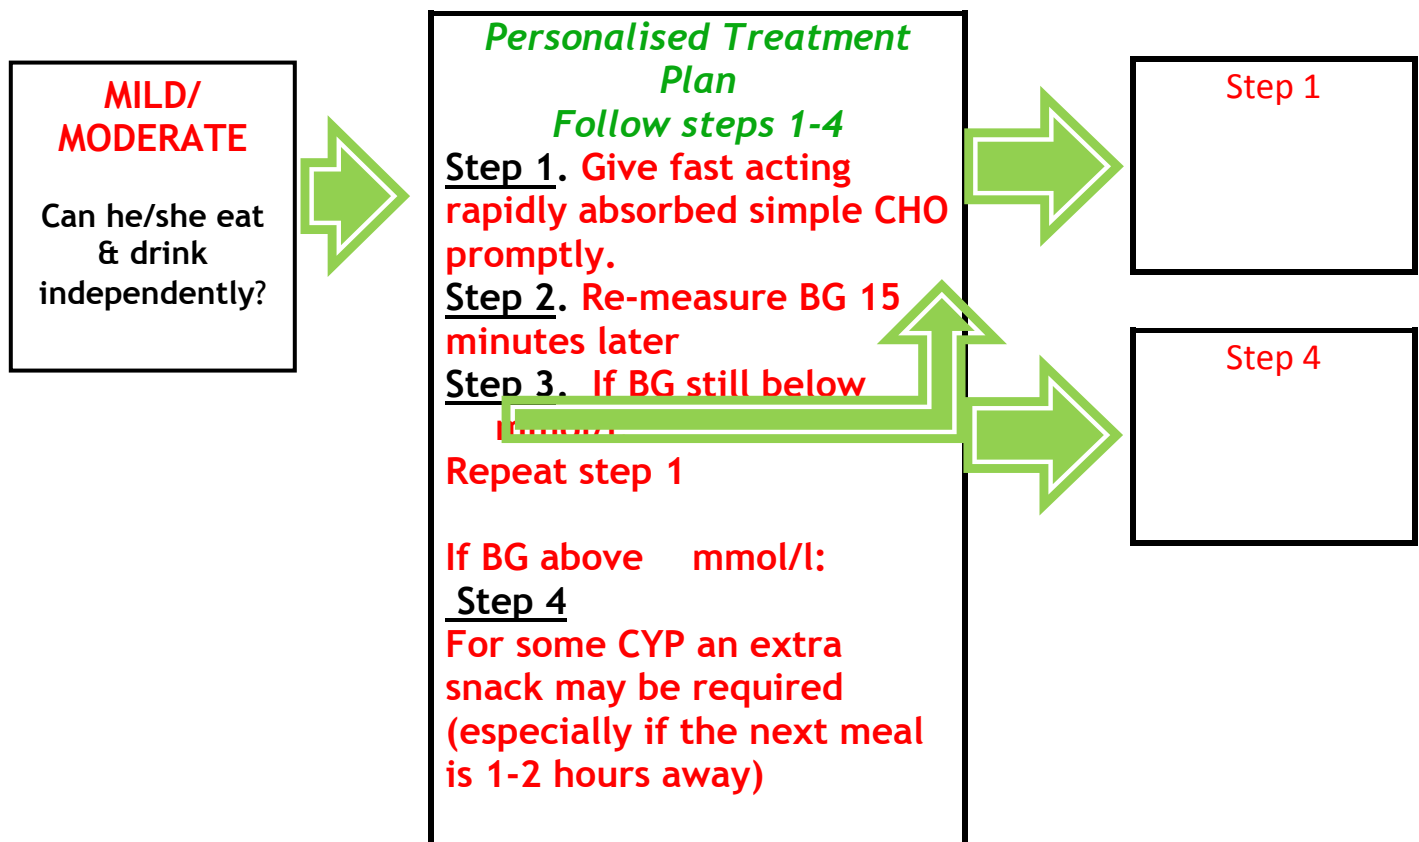 MILD/
MODERATE
Can he/she eat
& drink
independently?
Personalised Treatment
Plan
Follow steps 1-4
Step 1. Give fast acting
rapidly absorbed simple CHO
promptly.
Step 2. Re-measure BG 15
minutes later
Step 3. If BG still below
mmol/l
Repeat step 1
If BG above mmol/l:
Step 4
For some CYP an extra
snack may be required
(especially if the next meal
is 1-2 hours away)
Step 1
Step 4